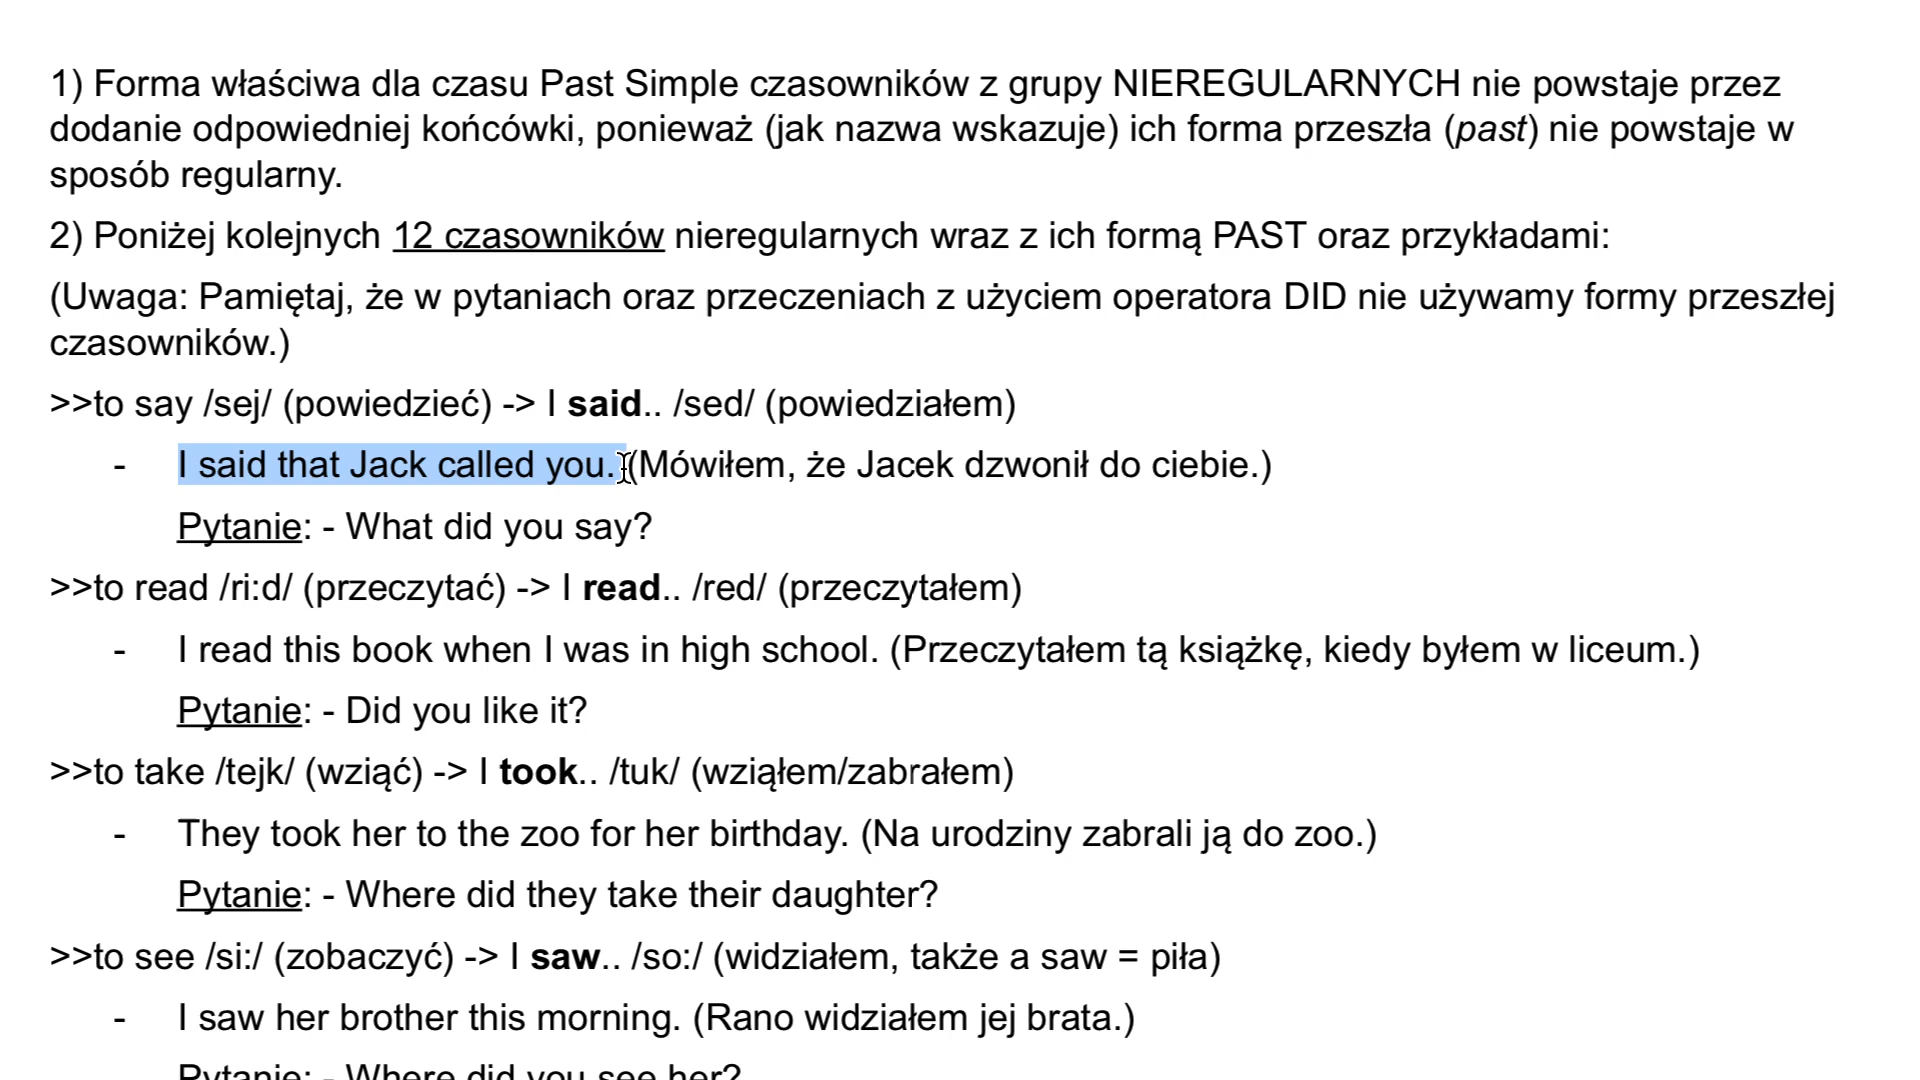 1) Forma właściwa dla czasu Past Simple czasowników z grupy NIEREGULARNYCH nie powstaje przez
dodanie odpowiedniej końcówki, ponieważ (jak nazwa wskazuje) ich forma przeszła (past) nie powstaje w
sposób regularny.
2) Poniżej kolejnych 12 czasowników nieregularnych wraz z ich formą PAST oraz przykładami:
(Uwaga: Pamiętaj, że w pytaniach oraz przeczeniach z użyciem operatora DID nie używamy formy przeszłej
czasowników.)
>>to say /sej/ (powiedzieć) -> I said.. /sed/ (powiedziałem)
- I said that Jack called you. (Mówiłem, że Jacek dzwonił do ciebie.)
Pytanie: - What did you say?
>>to read /ri:d/ (przeczytać) -> I read.. /red/ (przeczytałem)
- I read this book when I was in high school. (Przeczytałem tą książkę, kiedy byłem w liceum.)
Pytanie: - Did you like it?
>>to take /tejk/ (wziąć) -> I took.. /tuk/ (wziąłem/zabrałem)
- They took her to the zoo for her birthday. (Na urodziny zabrali ją do zoo.)
Pytanie: - Where did they take their daughter?
>>to see /si:/ (zobaczyć) -> I saw.. /so:/ (widziałem, także a saw = piła)
- I saw her brother this morning. (Rano widziałem jej brata.)
Pytanie: - Where did you see her?